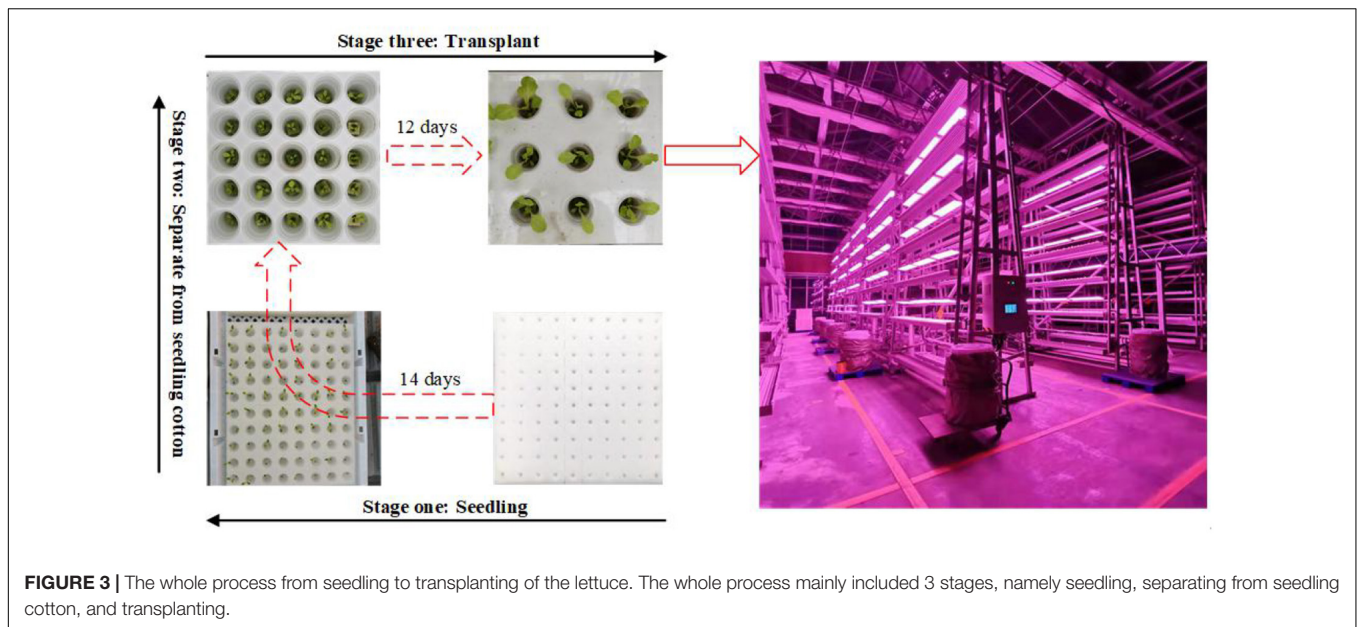 Stage three: Transplant
Stage two: Separate from seedling cotton
12 days
14 days
Stage one: Seedling
FIGURE 3 | The whole process from seedling to transplanting of the lettuce. The whole process mainly included 3 stages, namely seedling, separating from seedling
cotton, and transplanting.